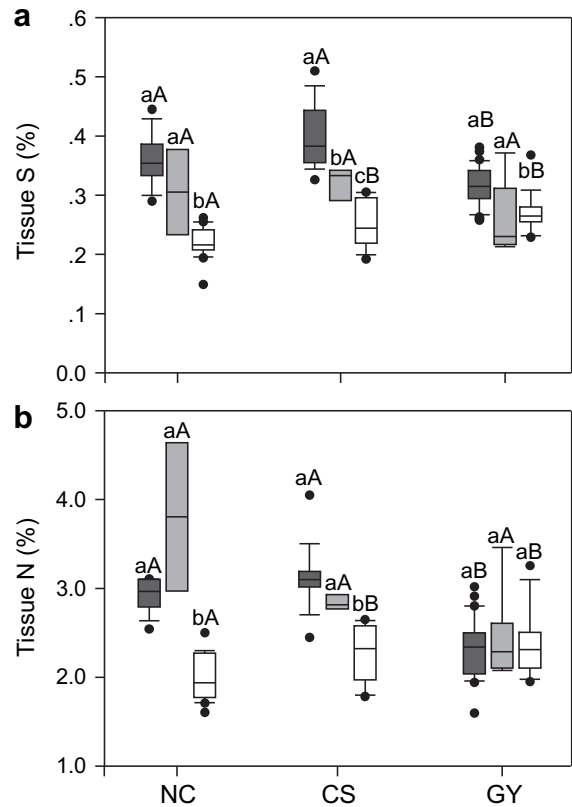 a
.6
.5
.4
.3
.2
.1
0.0
Tissue S (%)
aA
aA
bA
aA
bA
cB
aB
aA
bB
b
5.0
4.0
3.0
2.0
1.0
Tissue N (%)
aA
aA
bA
aA
aA
bB
aB
aA
aB
NC
CS
GY